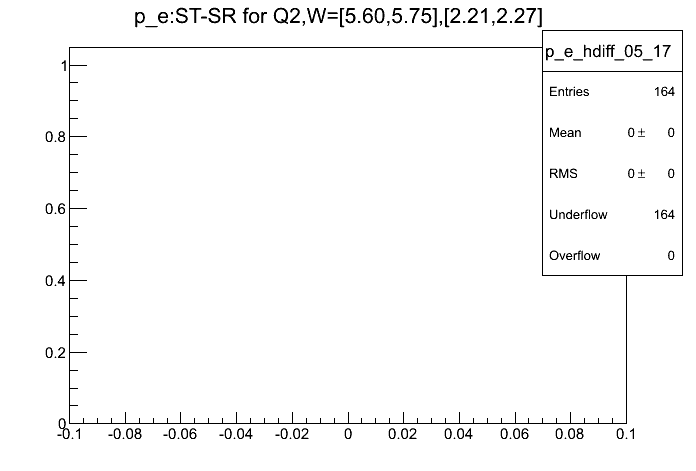 p_e:ST-SR for Q2,W=[5.60,5.75],[2.21,2.27]
p_e_hdiff_05_17
Entries 164
Mean 0 ± 0
RMS 0 ± 0
Underflow 164
Overflow 0
1
0.8
0.6
0.4
0.2
0
-0.1 -0.08 -0.06 -0.04 -0.02 0 0.02 0.04 0.06 0.08 0.1